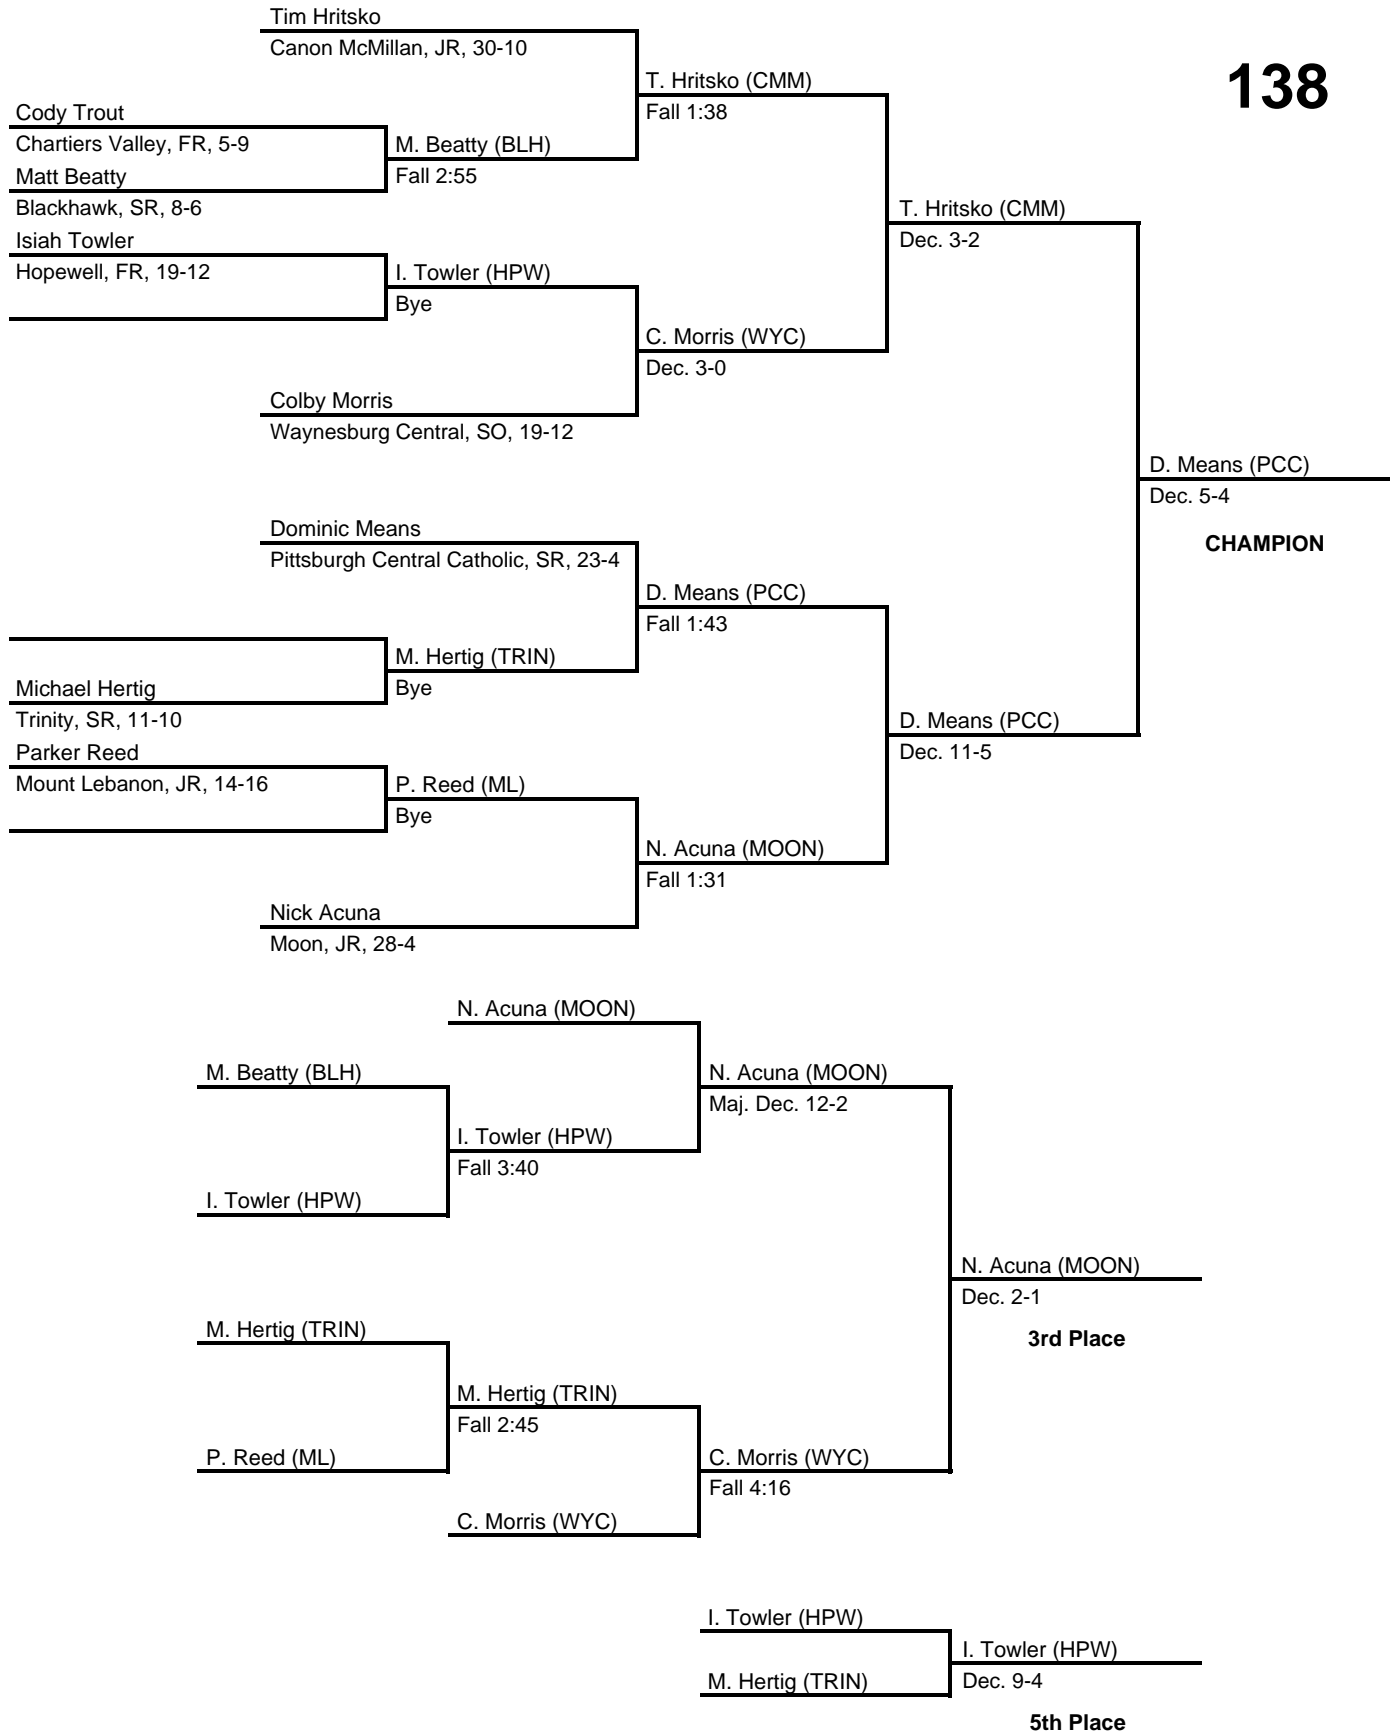 Tim Hritsko
Canon McMillan, JR, 30-10
138
T. Hritsko (CMM)
Fall 1:38
Cody Trout
Chartiers Valley, FR, 5-9
M. Beatty (BLH)
Fall 2:55
Matt Beatty
Blackhawk, SR, 8-6
T. Hritsko (CMM)
Dec. 3-2
Isiah Towler
Hopewell, FR, 19-12
I. Towler (HPW)
Bye
C. Morris (WYC)
Dec. 3-0
Colby Morris
Waynesburg Central, SO, 19-12
D. Means (PCC)
Dec. 5-4
CHAMPION
Dominic Means
Pittsburgh Central Catholic, SR, 23-4
D. Means (PCC)
Fall 1:43
M. Hertig (TRIN)
Bye
Michael Hertig
Trinity, SR, 11-10
D. Means (PCC)
Dec. 11-5
Parker Reed
Mount Lebanon, JR, 14-16
P. Reed (ML)
Bye
N. Acuna (MOON)
Fall 1:31
Nick Acuna
Moon, JR, 28-4
N. Acuna (MOON)
M. Beatty (BLH)
N. Acuna (MOON)
Maj. Dec. 12-2
I. Towler (HPW)
Fall 3:40
I. Towler (HPW)
N. Acuna (MOON)
Dec. 2-1
3rd Place
M. Hertig (TRIN)
M. Hertig (TRIN)
Fall 2:45
P. Reed (ML)
C. Morris (WYC)
Fall 4:16
C. Morris (WYC)
I. Towler (HPW)
I. Towler (HPW)
Dec. 9-4
M. Hertig (TRIN)
5th Place